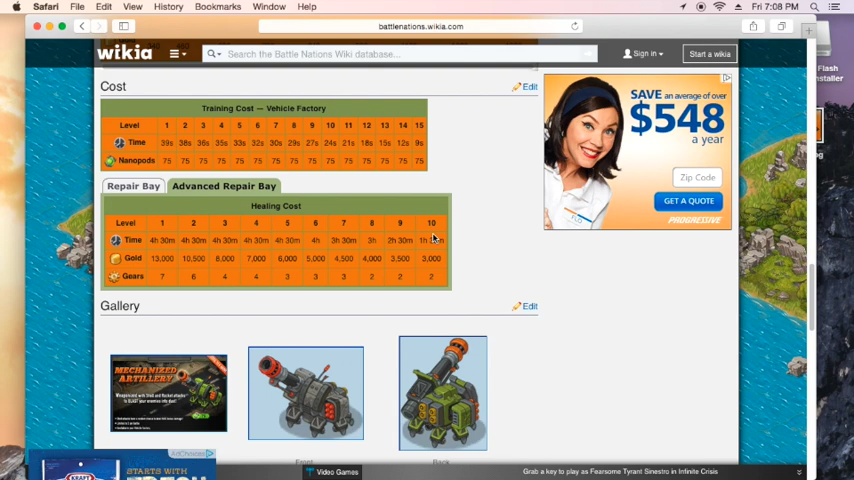 Safari File Edit View History Bookmarks Window Help Fri 7:08 PM
battlenations.wikia.com
wikia Search the Battle Nations Wiki database... Sign in Start a wiki
Cost Edit
Training Cost — Vehicle Factory
Level 1 2 3 4 5 6 7 8 9 10 11 12 13 14 15
Time 39s 38s 36s 35s 33s 32s 30s 29s 27s 24s 21s 18s 15s 12s 9s
Nanopods 75 75 75 75 75 75 75 75 75 75 75 75 75 75 75
Repair Bay Advanced Repair Bay
Healing Cost
Level 1 2 3 4 5 6 7 8 9 10
Time 4h 30m 4h 30m 4h 30m 4h 30m 4h 30m 4h 3h 30m 3h 2h 30m 1h
Gold 13,000 10,500 8,000 7,000 6,000 5,000 4,500 4,000 3,500 3,000
Gears 7 6 4 4 3 3 3 2 2 2
Gallery Edit
MECHANIZED
ARTILLERY
Front
Back
SAVE an average of over
$548
a year
Zip Code
GET A QUOTE
PROGRESSIVE
Flash
AdChoices
KRAFT
STARTS WITH
Video Games
Grab a key to play as Fearsome Tyrant Sinestro in Infinite Crisis